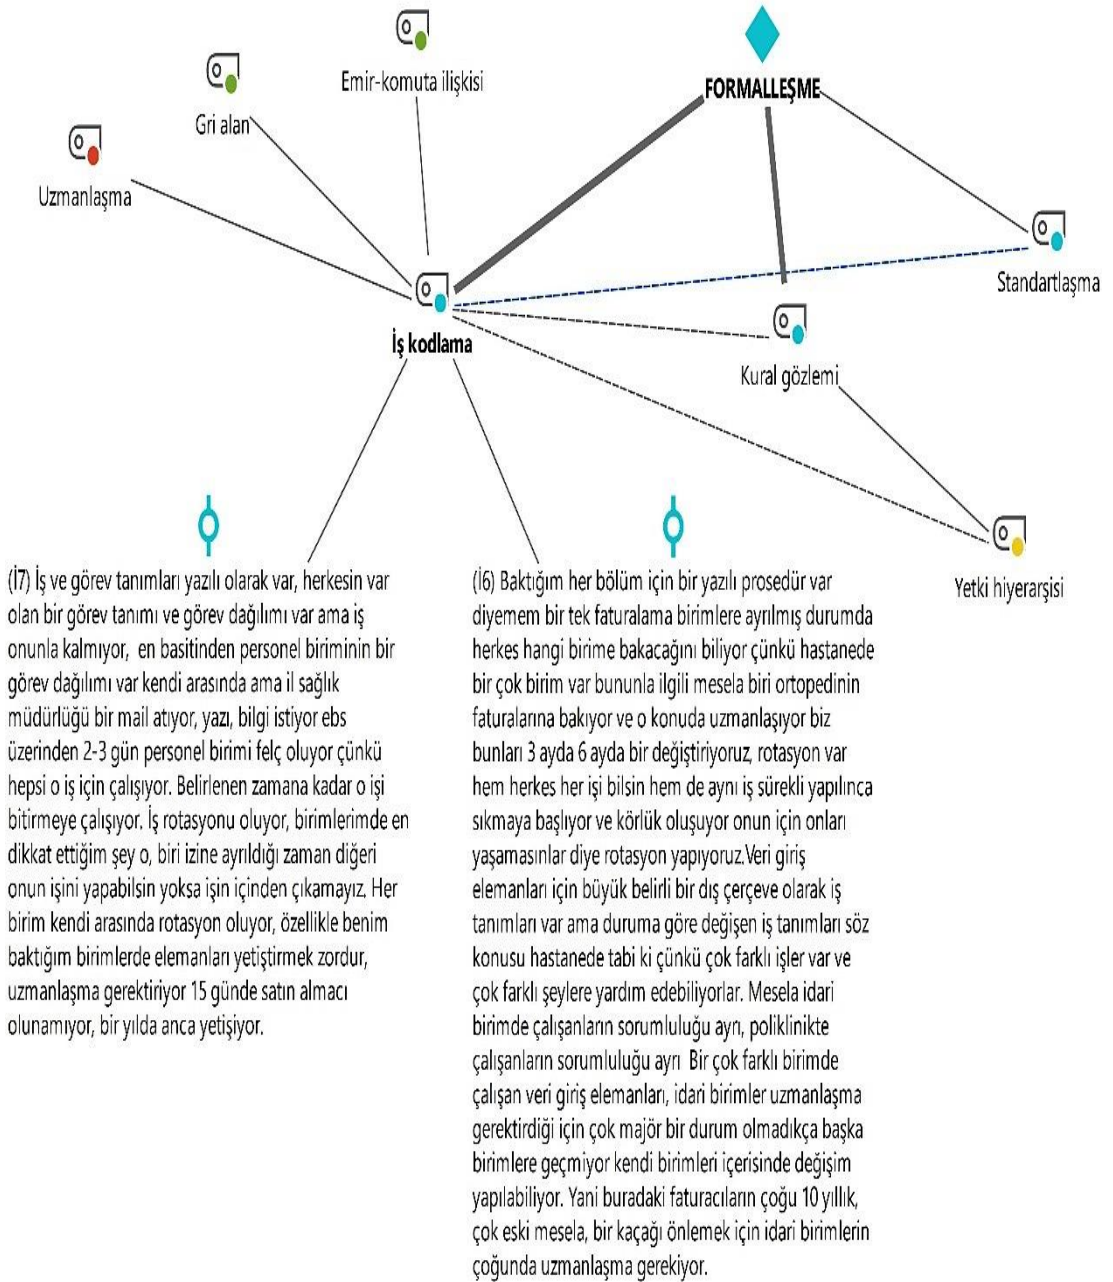 Emir-komuta ilişkisi
FORMALLEŞME
Gri alan
Uzmanlaşma
Standartlaşma
İş kodlama
Kural gözlemi
Yetki hiyerarşisi
(İ7) İş ve görev tanımları yazılı olarak var, herkesin var
olan bir görev tanımı ve görev dağılımı var ama iş
onunla kalmıyor, en basitinden personel biriminin bir
görev dağılımı var kendi arasında ama il sağlık
müdürlüğü bir mail atıyor, yazı, bilgi istiyor ebs
üzerinden 2-3 gün personel birimi felç oluyor çünkü
hepsi o iş için çalışıyor. Belirlenen zamana kadar o işi
bitirmeye çalışıyor. İş rotasyonu oluyor, birimlerimde en
dikkat ettiğim şey o, biri izine ayrıldığı zaman diğeri
onun işini yapabilsin yoksa işin içinden çıkamayız. Her
birim kendi arasında rotasyon oluyor, özellikle benim
baktığım birimlerde elemanları yetiştirmek zordur,
uzmanlaşma gerektiriyor 15 günde satın almacı
olunamıyor, bir yılda anca yetişiyor.
(İ6) Baktığım her bölüm için bir yazılı prosedür var
diyemem bir tek faturalama birimlere ayrılmış durumda
herkes hangi birime bakacağını biliyor çünkü hastanede
bir çok birim var bununla ilgili mesela biri ortopedinin
faturalarına bakıyor ve o konuda uzmanlaşıyor biz
bunları 3 ayda 6 ayda bir değiştiriyoruz, rotasyon var
hem herkes her işi bilsin hem de aynı iş sürekli yapılınca
sıkmaya başlıyor ve körlük oluşuyor onun için onları
yaşamasınlar diye rotasyon yapıyoruz.Veri giriş
elemanları için büyük belirli bir dış çerçeve olarak iş
tanımları var ama duruma göre değişen iş tanımları söz
konusu hastanede tabi ki çünkü çok farklı işler var ve
çok farklı şeylere yardım edebiliyorlar. Mesela idari
birimde çalışanların sorumluluğu ayrı, poliklinikte
çalışanların sorumluluğu ayrı Bir çok farklı birimde
çalışan veri giriş elemanları, idari birimler uzmanlaşma
gerektirdiği için çok majör bir durum olmadıkça başka
birimlere geçmiyor kendi birimleri içerisinde değişim
yapılabiliyor. Yani buradaki faturacıların çoğu 10 yıllık,
çok eski mesela, bir kaçağı önlemek için idari birimlerin
çoğunda uzmanlaşma gerekiyor.